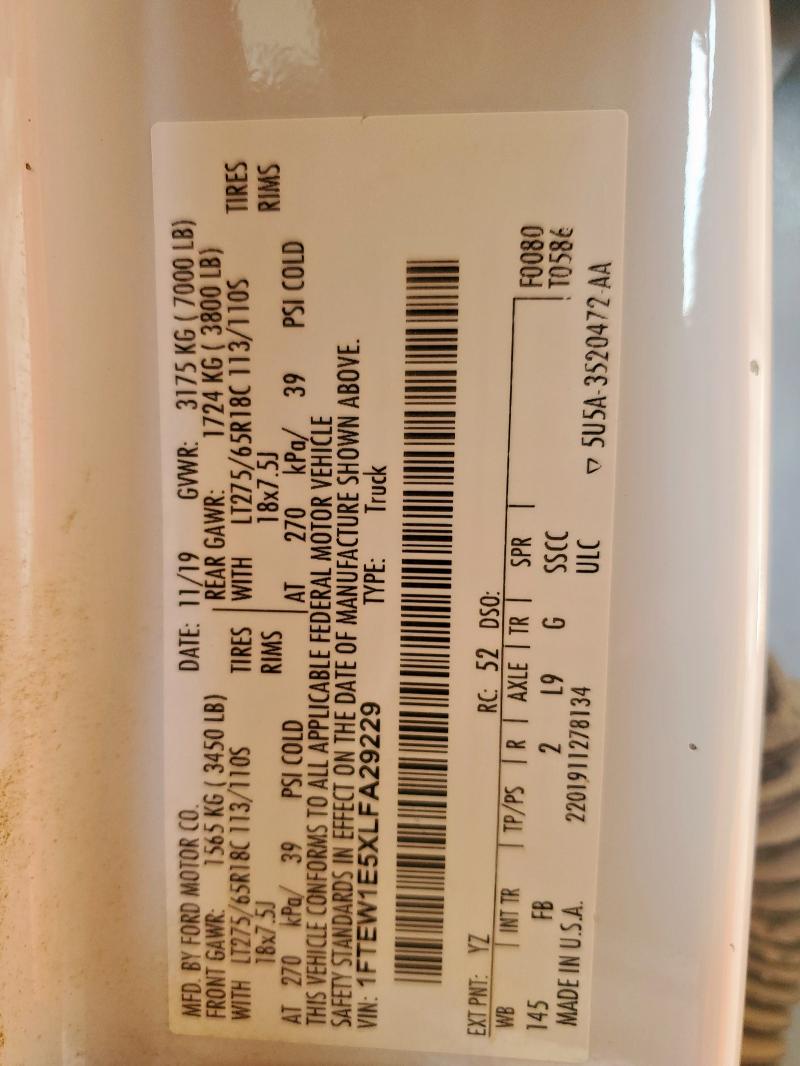 MFD. BY FORD MOTOR CO. DATE: 11/19 GVWR: 3175 KG ( 7000 LB)
FRONT GAWR: 1565 KG ( 3450 LB) REAR GAWR: 1724 KG ( 3800 LB)
WITH LT275/65R18C 113/110S TIRES WITH LT275/65R18C 113/110S TIRES
18x7.5J RIMS 18x7.5J RIMS
AT 270 kPa/ 39 PSI COLD AT 270 kPa/ 39 PSI COLD
THIS VEHICLE CONFORMS TO ALL APPLICABLE FEDERAL MOTOR VEHICLE
SAFETY STANDARDS IN EFFECT ON THE DATE OF MANUFACTURE SHOWN ABOVE.
VIN: 1FTEW1E5XLFA29229 TYPE: Truck
EXT PNT: YZ RC: 52 DSO:
WB INT TR TP/PS R AXLE TR SPR F0080
145 FB 2 L9 G SSCC T0586
MADE IN U.S.A. 2201911278134 ULC ▽ 5U5A-3520472-AA